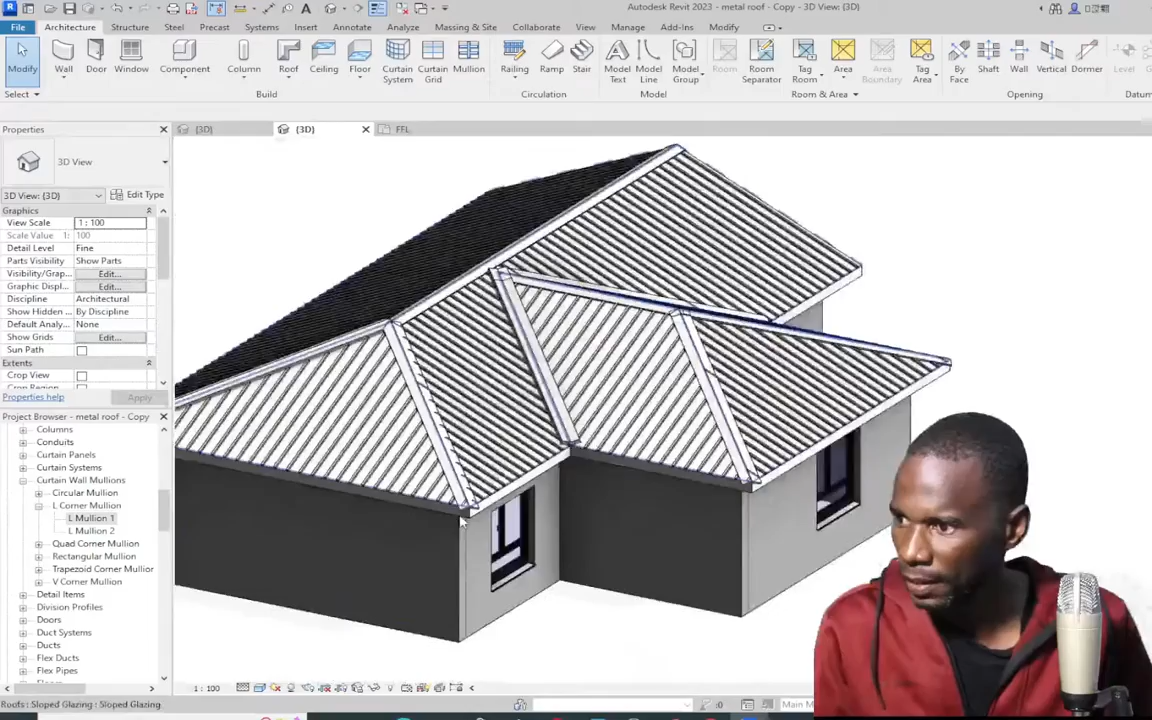 Autodesk Revit 2023 - metal roof - Copy - 3D View: {3D}
File Architecture Structure Steel Precast Systems Insert Annotate Analyze Massing & Site Collaborate View Manage Add-Ins Modify
Modify Wall Door Window Component Column Roof Ceiling Floor Curtain System Curtain Grid Mullion Railing Ramp Stair Model Text Model Line Model Group Room Room Separator Tag Room Area Area Boundary Tag Area By Face Shaft Wall Vertical Dormer Level
Select Build Circulation Model Room & Area Opening
Properties {3D} {3D} FFL
3D View
3D View: {3D} Edit Type
Graphics
View Scale 1 : 100
Scale Value 1: 100
Detail Level Fine
Parts Visibility Show Parts
Visibility/Grap... Edit...
Graphic Displ... Edit...
Discipline Architectural
Show Hidden ... By Discipline
Default Analy... None
Show Grids Edit...
Sun Path
Extents
Crop View
Crop Region
Properties help Apply
Project Browser - metal roof - Copy
Columns
Conduits
Curtain Panels
Curtain Systems
Curtain Wall Mullions
Circular Mullion
L Corner Mullion
L Mullion 1
L Mullion 2
Quad Corner Mullion
Rectangular Mullion
Trapezoid Corner Mullior
V Corner Mullion
Detail Items
Division Profiles
Doors
Duct Systems
Ducts
Flex Ducts
Flex Pipes
1 : 100
Roofs : Sloped Glazing : Sloped Glazing :0 Main M